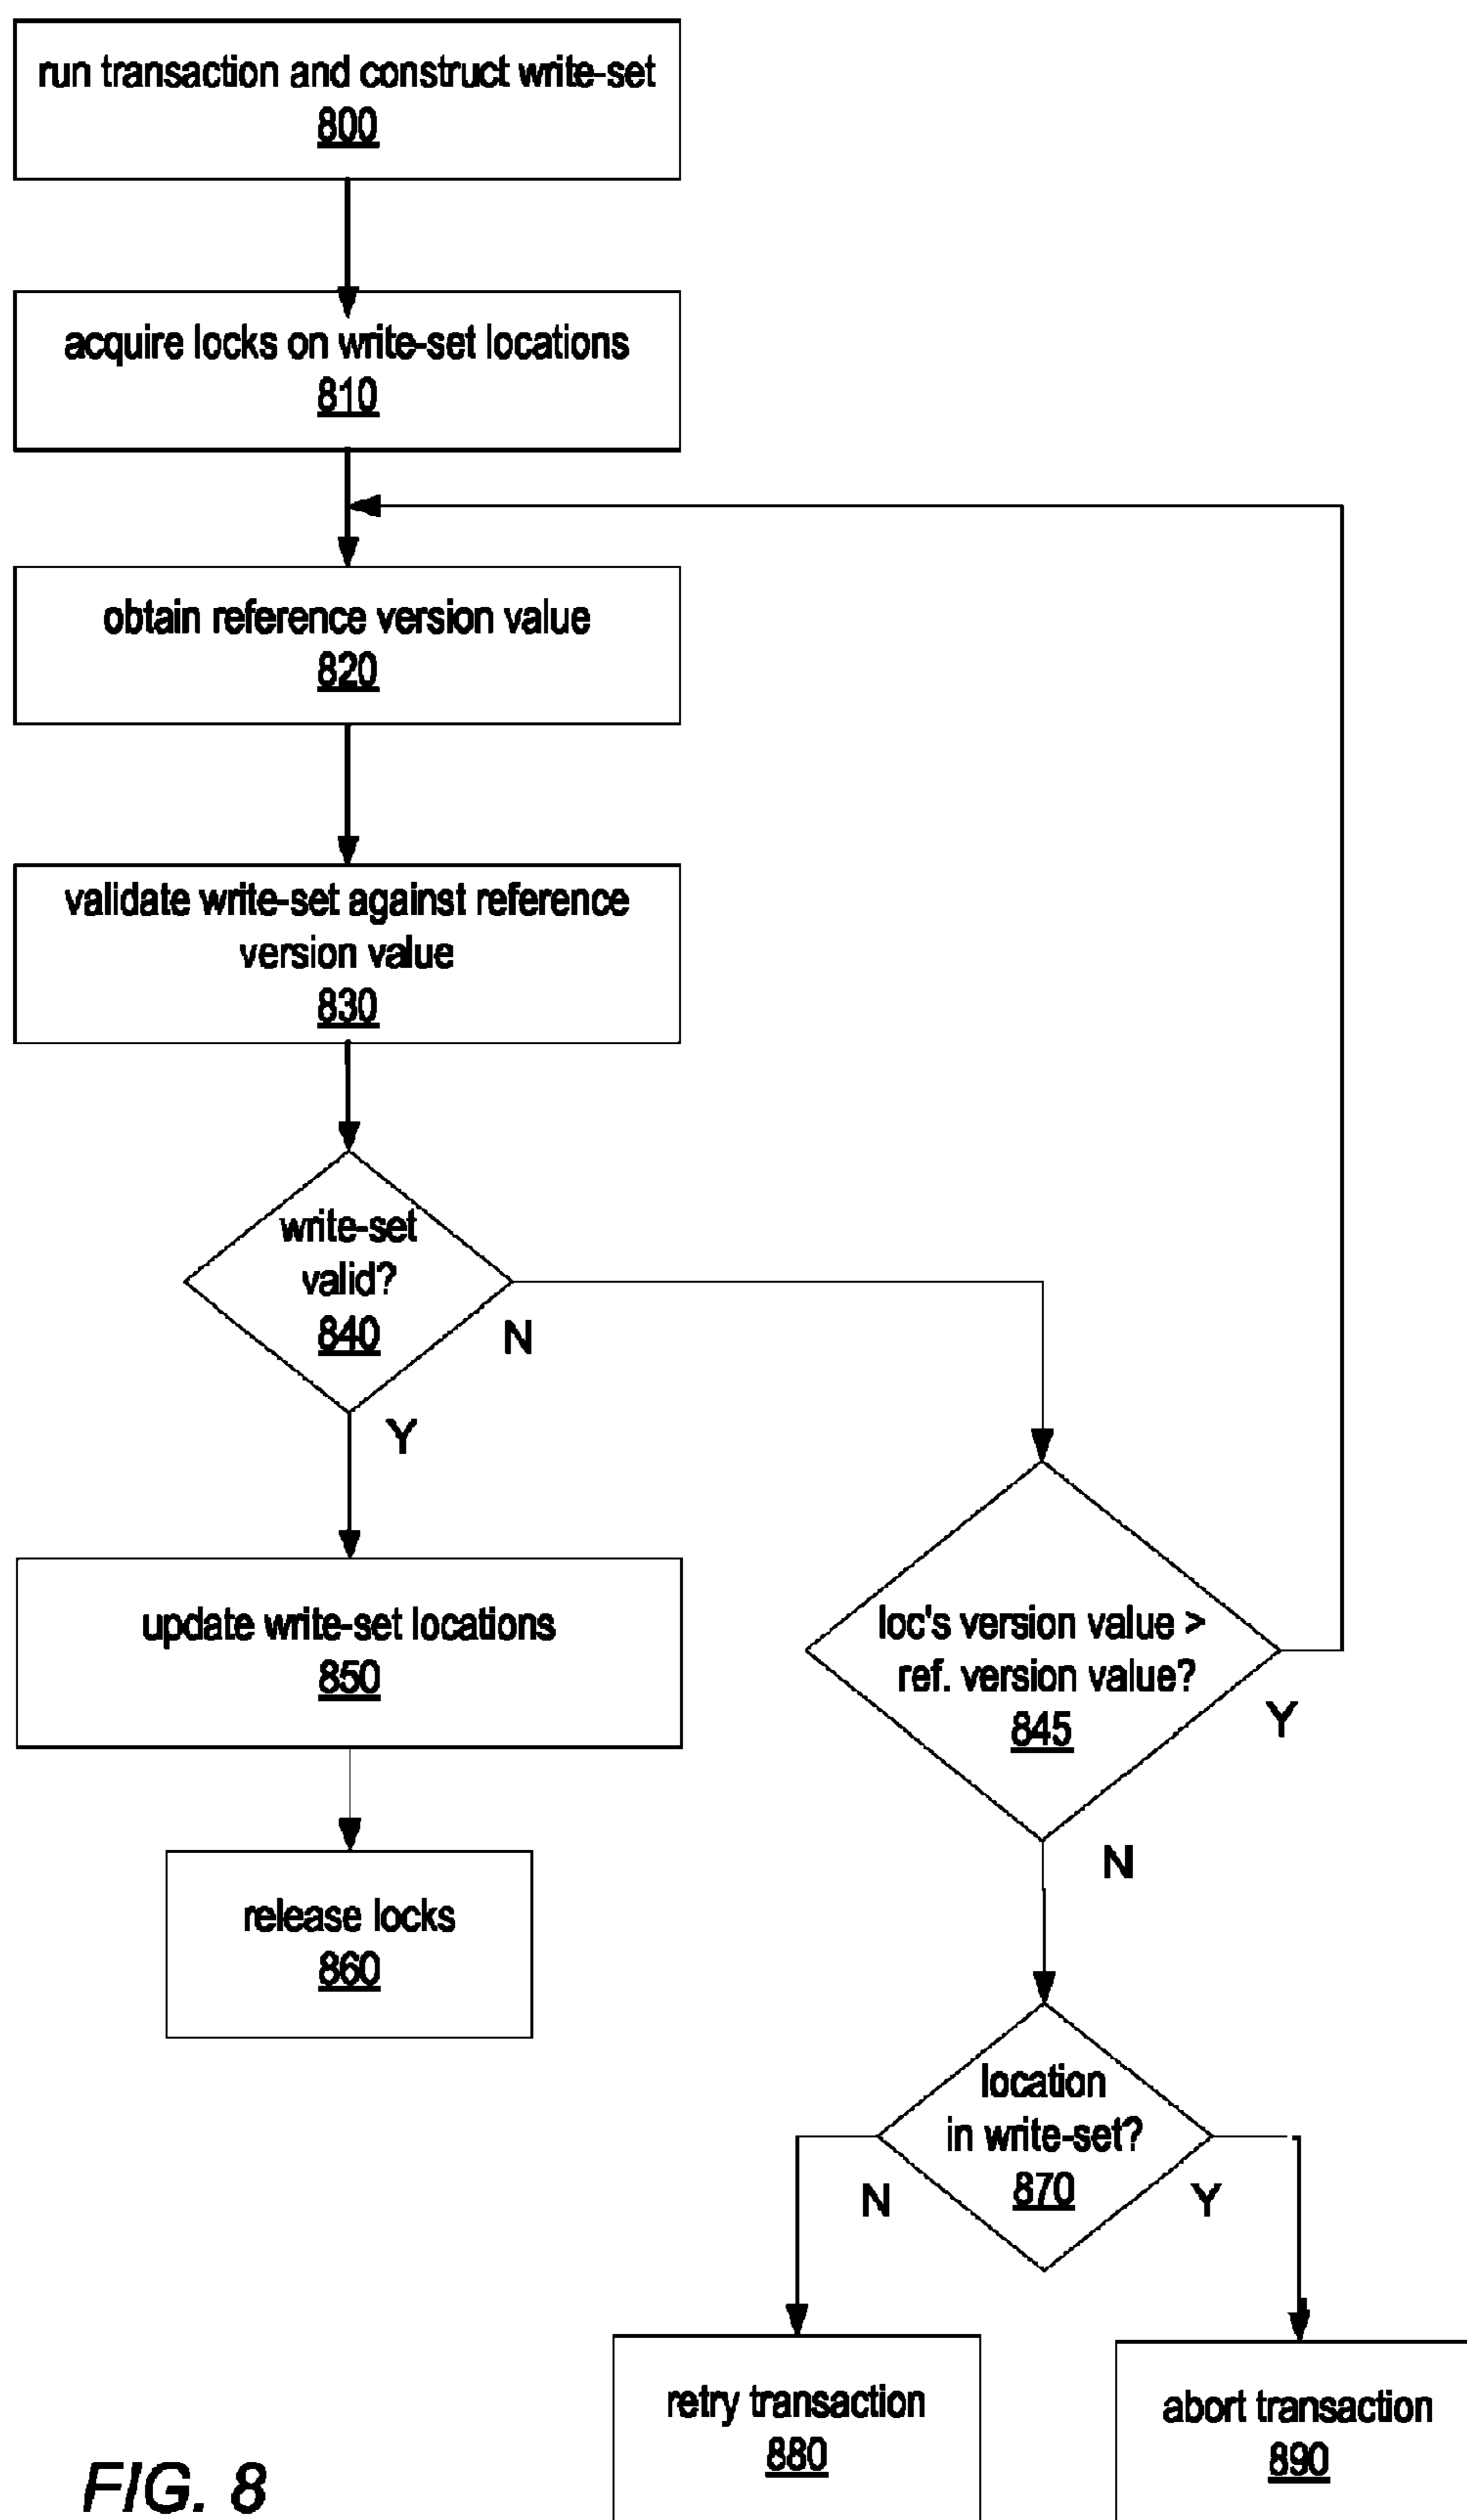 run transaction and construct write-set
800
acquire locks on write-set locations
810
obtain reference version value
820
validate write-set against reference
version value
830
write-set
valid?
840
N
Y
update write-set locations
850
loc's version value >
ref. version value?
845
Y
N
release locks
860
location
in write-set?
870
N
Y
retry transaction
880
abort transaction
890
FIG. 8